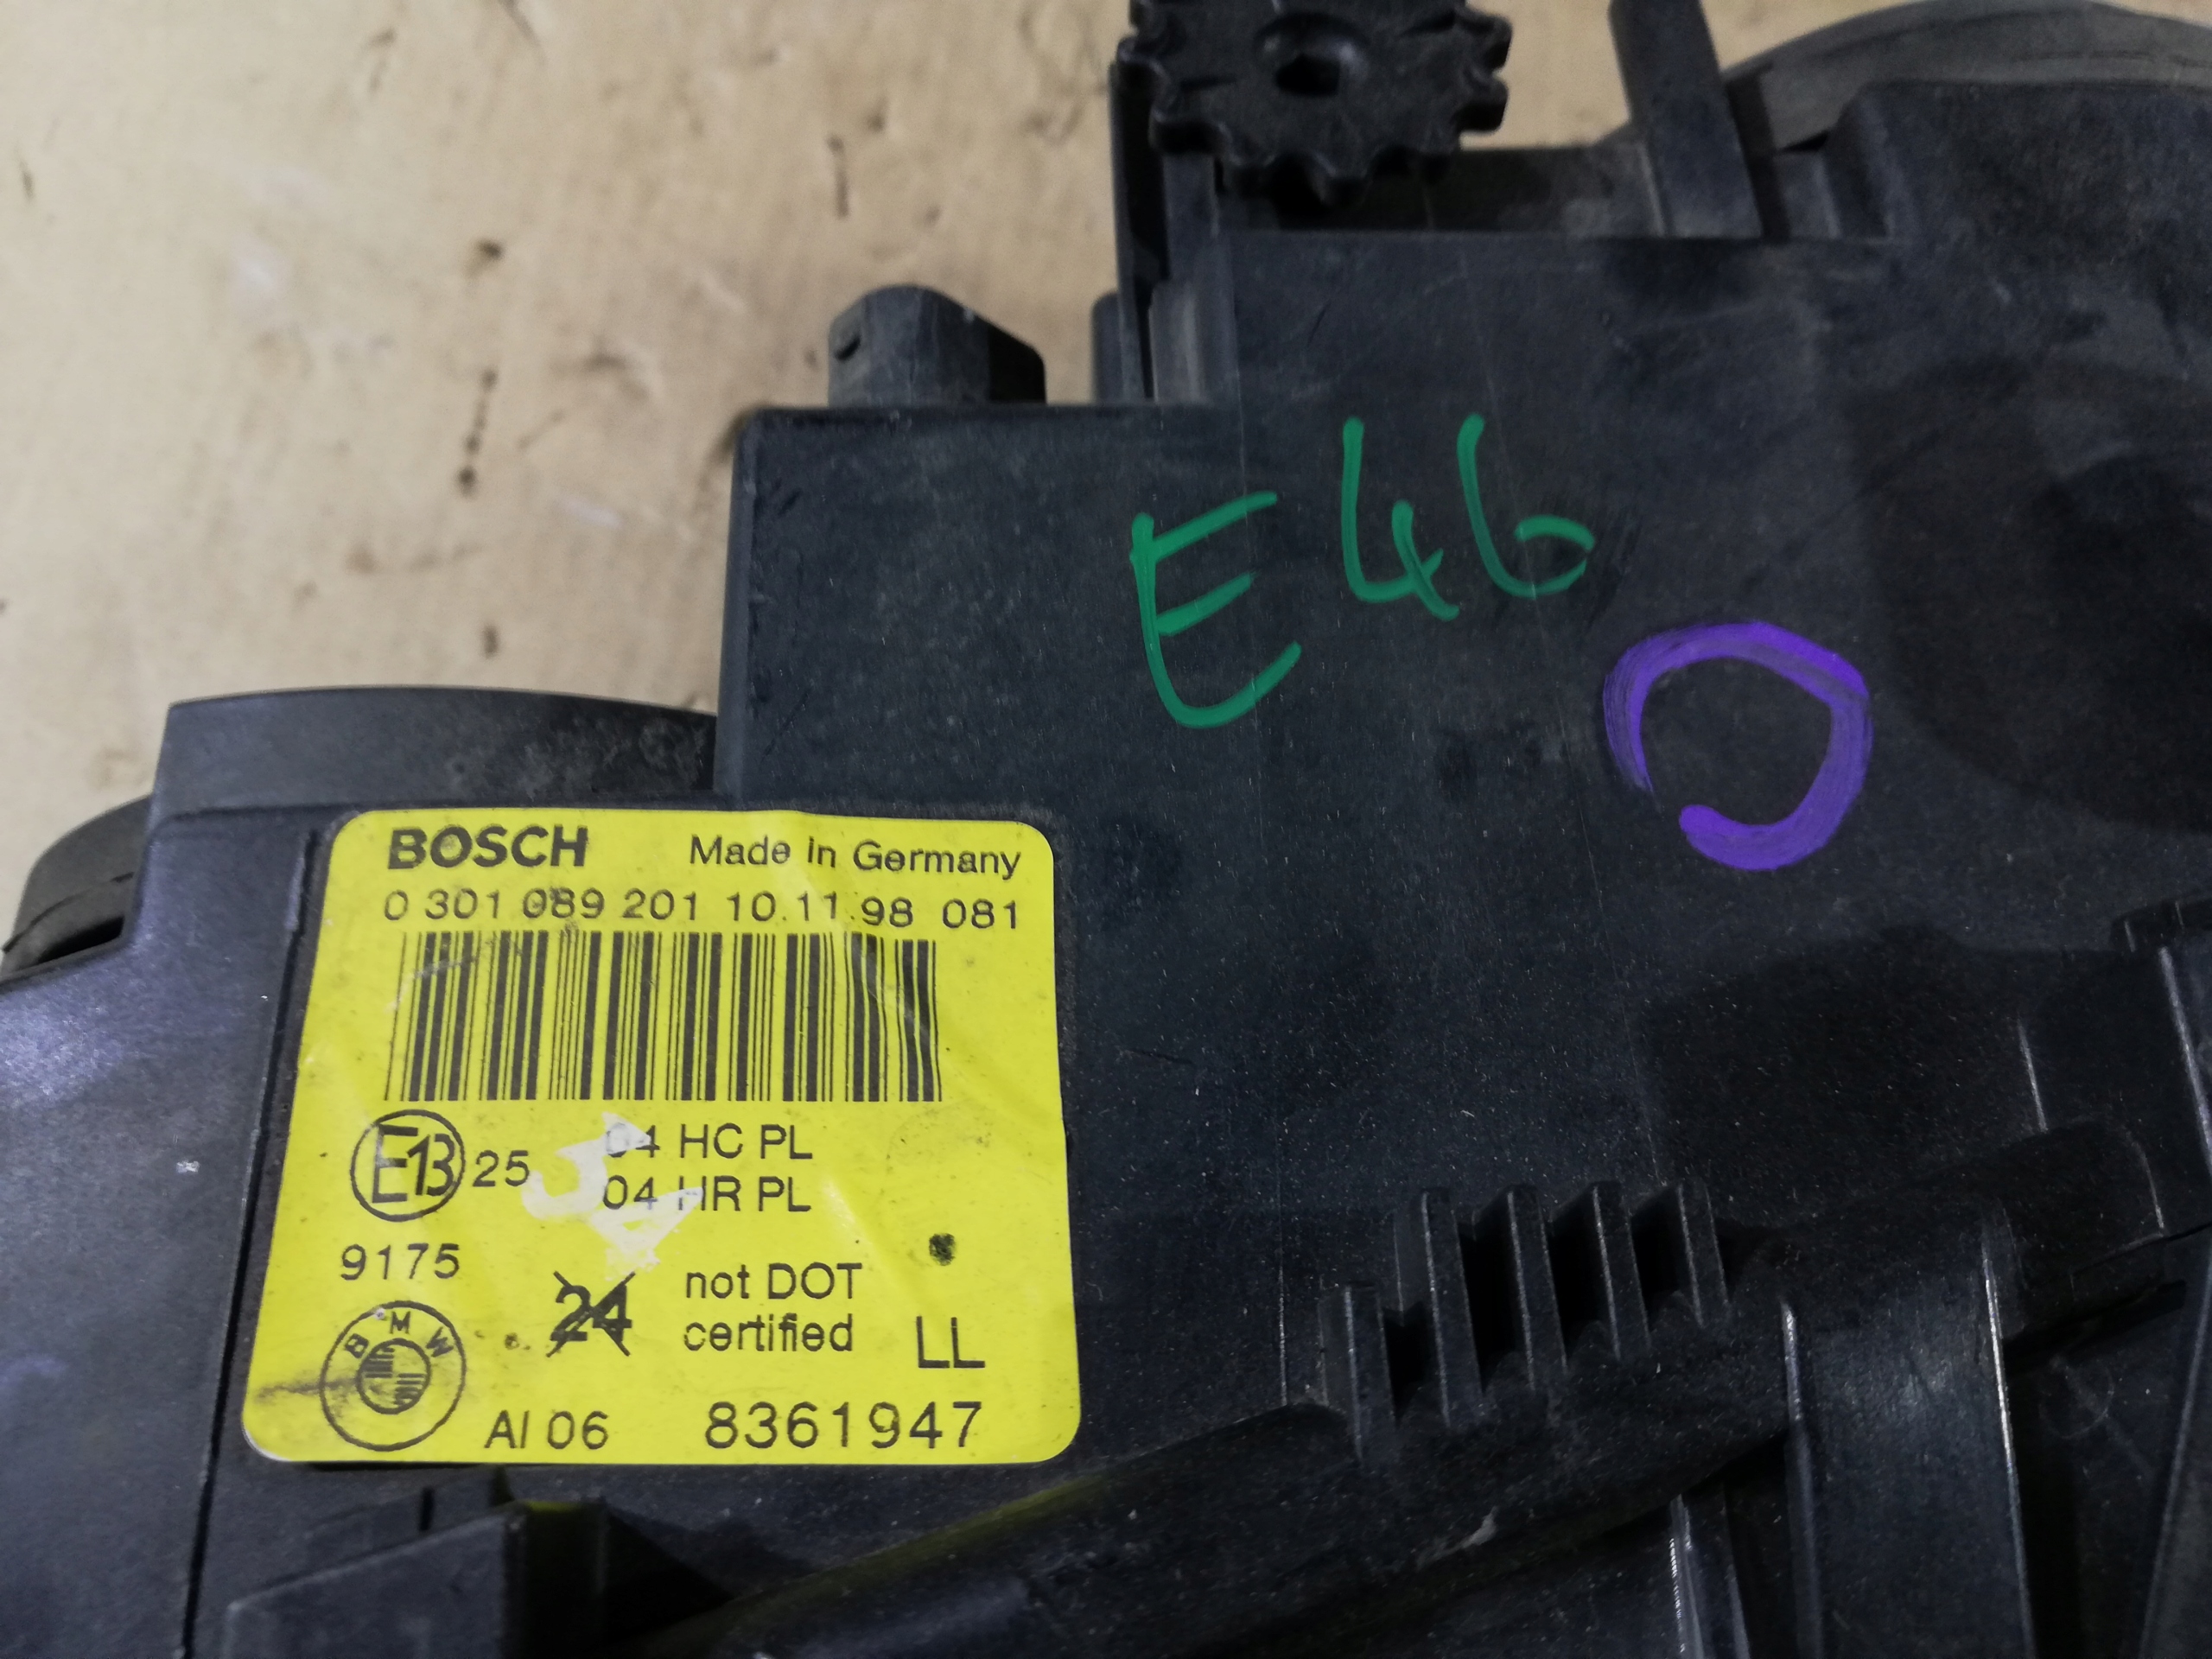 E46
BOSCH Made in Germany
0 301 089 201 10.11.98 081
E13 25 04 HC PL
04 HR PL
9175
24 not DOT
certified LL
BMW
AI 06 8361947